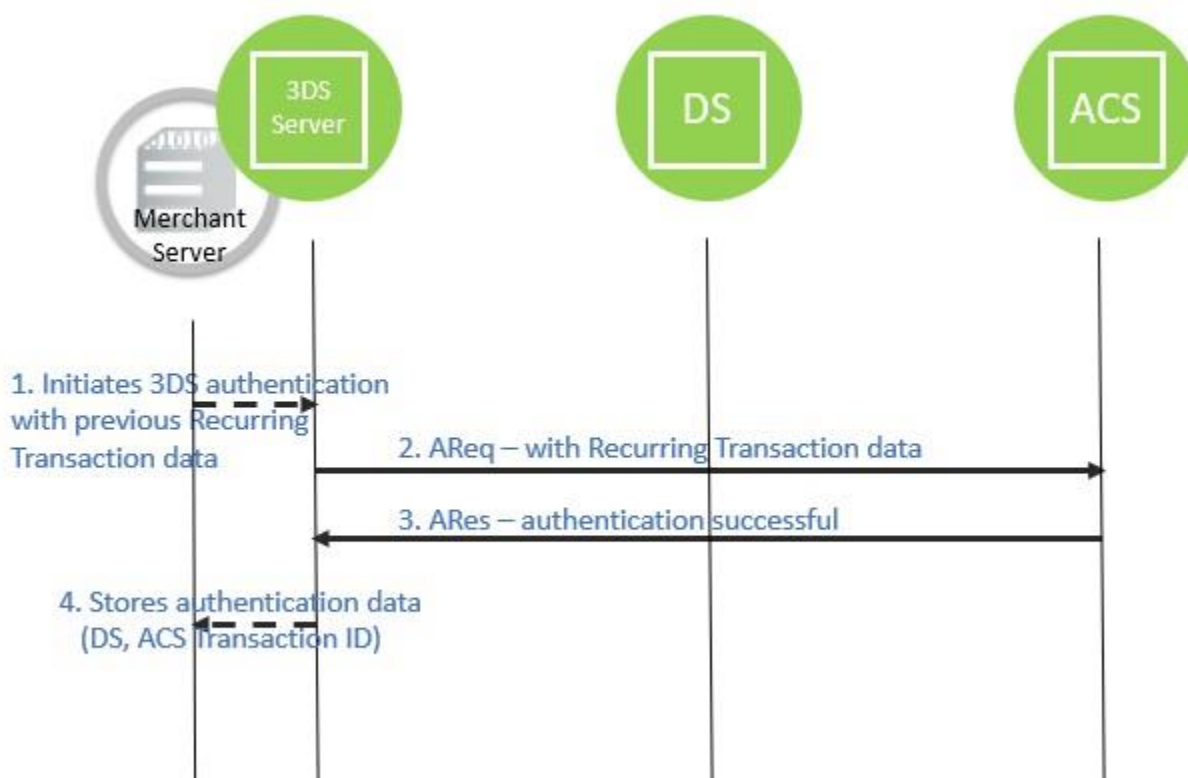 3DS
Server
DS
ACS
01010
Merchant
Server
1. Initiates 3DS authentication
with previous Recurring
Transaction data
2. AReq – with Recurring Transaction data
3. ARes – authentication successful
4. Stores authentication data
(DS, ACS Transaction ID)